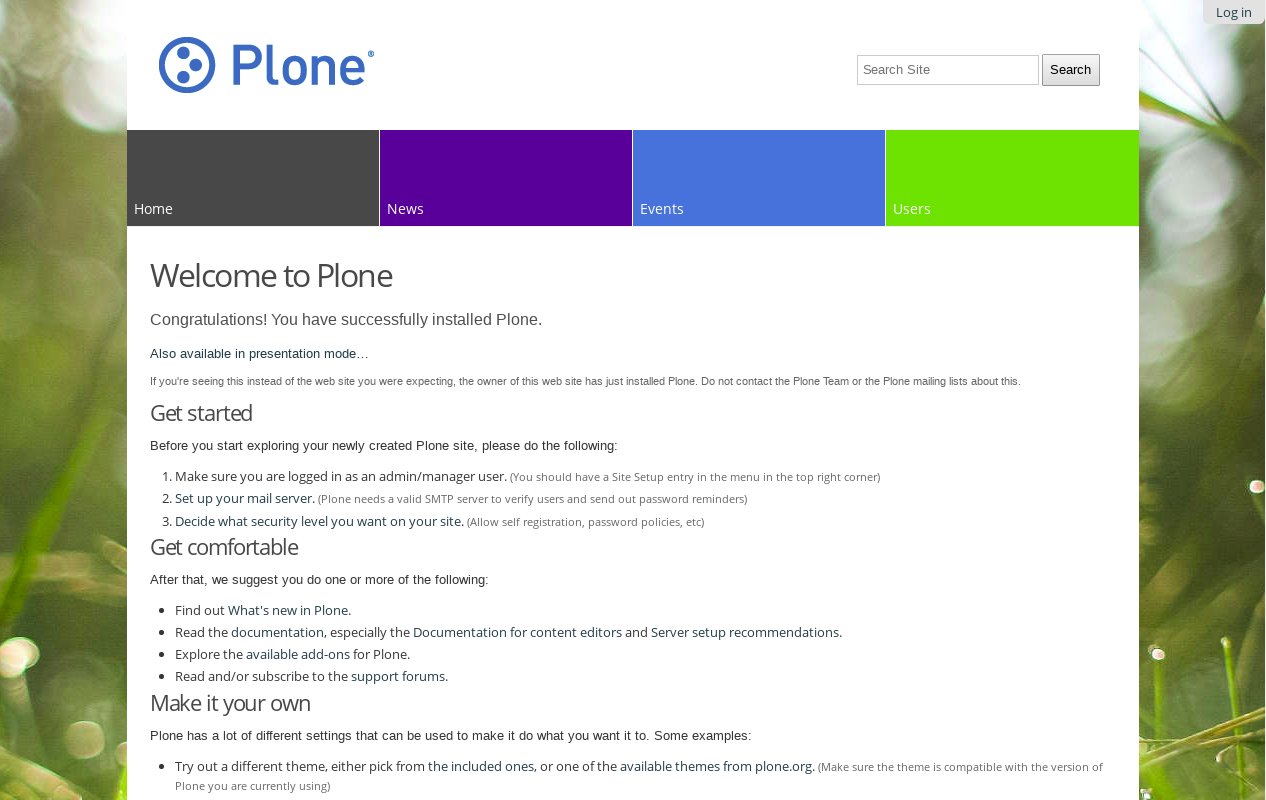 Log in
Plone®
Search Site
Search
Home
News
Events
Users
Welcome to Plone
Congratulations! You have successfully installed Plone.
Also available in presentation mode…
If you're seeing this instead of the web site you were expecting, the owner of this web site has just installed Plone. Do not contact the Plone Team or the Plone mailing lists about this.
Get started
Before you start exploring your newly created Plone site, please do the following:
1. Make sure you are logged in as an admin/manager user. (You should have a Site Setup entry in the menu in the top right corner)
2. Set up your mail server. (Plone needs a valid SMTP server to verify users and send out password reminders)
3. Decide what security level you want on your site. (Allow self registration, password policies, etc)
Get comfortable
After that, we suggest you do one or more of the following:
• Find out What's new in Plone.
• Read the documentation, especially the Documentation for content editors and Server setup recommendations.
• Explore the available add-ons for Plone.
• Read and/or subscribe to the support forums.
Make it your own
Plone has a lot of different settings that can be used to make it do what you want it to. Some examples:
• Try out a different theme, either pick from the included ones, or one of the available themes from plone.org. (Make sure the theme is compatible with the version of
Plone you are currently using)